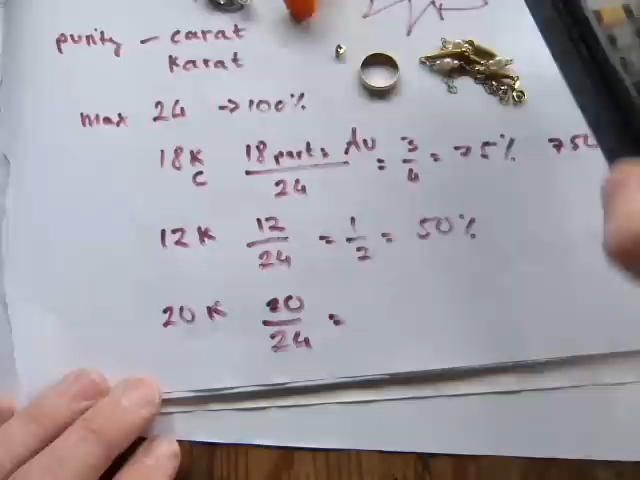 purity - carat
Karat
max 24 → 100%
18K C 18 parts Au / 24 = 3/4 = 75%
12K 12/24 = 1/2 = 50%
20K 20/24 =